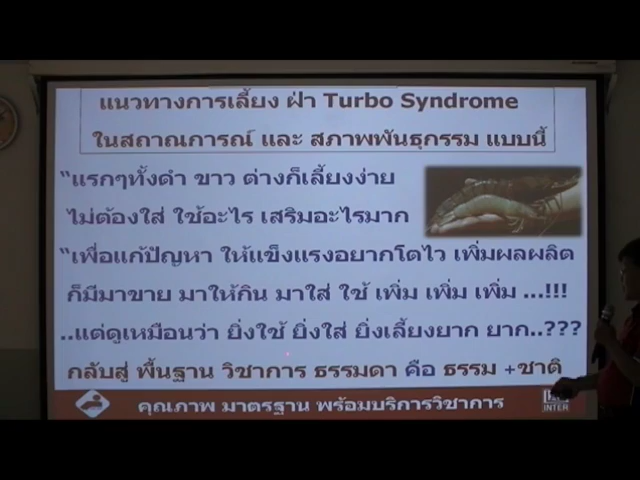 แนวทางการเลี้ยง ฝ่า Turbo Syndrome
ในสถาณการณ์ และ สภาพพันธุกรรม แบบนี้
“แรกๆทั้งดำ ขาว ต่างก็เลี้ยงง่าย
ไม่ต้องใส่ ใช้อะไร เสริมอะไรมาก
“เพื่อแก้ปัญหา ให้แข็งแรงอยากโตไว เพิ่มผลผลิต
ก็มีมาขาย มาให้กิน มาใส่ ใช้ เพิ่ม เพิ่ม เพิ่ม ...!!!
..แต่ดูเหมือนว่า ยิ่งใช้ ยิ่งใส่ ยิ่งเลี้ยงยาก ยาก..???
กลับสู่ พื้นฐาน วิชาการ ธรรมดา คือ ธรรม +ชาติ
คุณภาพ มาตรฐาน พร้อมบริการวิชาการ
INTER